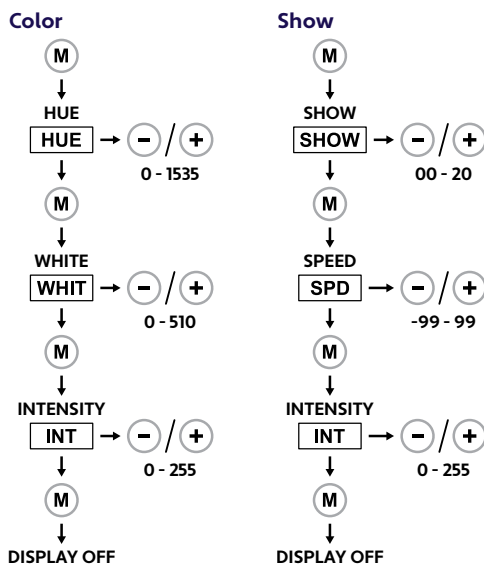 Color
M
HUE
HUE - / +
0 - 1535
M
WHITE
WHIT - / +
0 - 510
M
INTENSITY
INT - / +
0 - 255
M
DISPLAY OFF
Show
M
SHOW
SHOW - / +
00 - 20
M
SPEED
SPD - / +
-99 - 99
M
INTENSITY
INT - / +
0 - 255
M
DISPLAY OFF